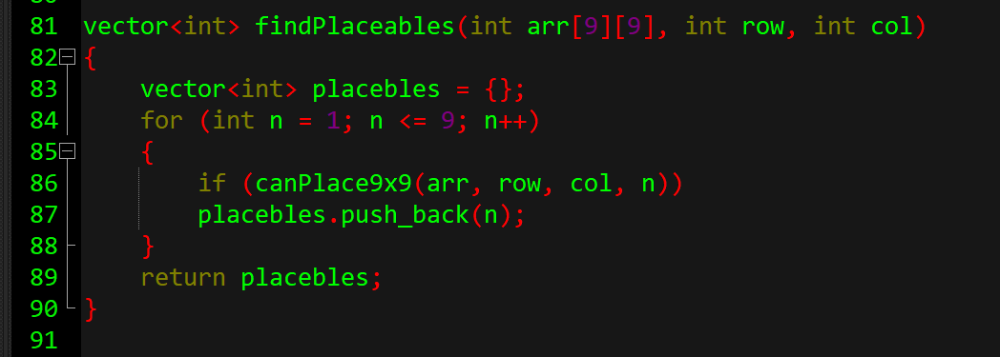 81 vector<int> findPlaceables(int arr[9][9], int row, int col)
82 {
83     vector<int> placebles = {};
84     for (int n = 1; n <= 9; n++)
85     {
86         if (canPlace9x9(arr, row, col, n))
87         placebles.push_back(n);
88     }
89     return placebles;
90 }
91